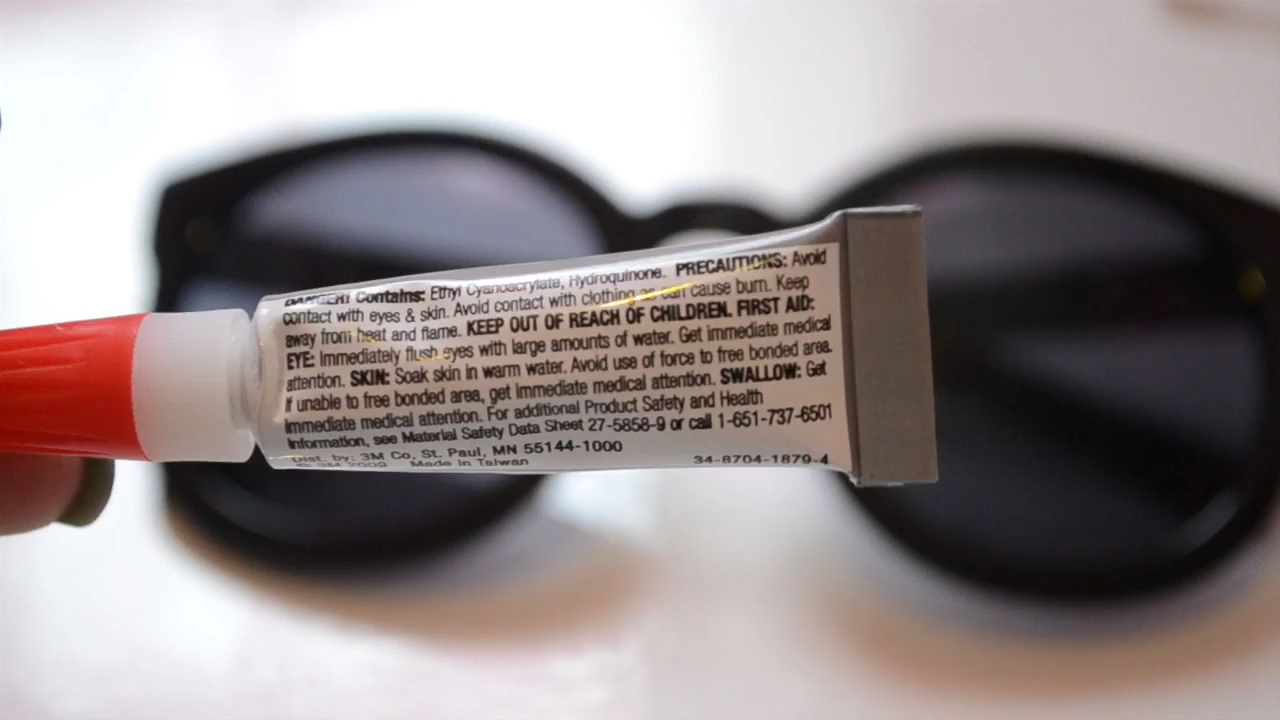 DANGER! Contains: Ethyl Cyanoacrylate, Hydroquinone. PRECAUTIONS: Avoid
contact with eyes & skin. Avoid contact with clothing as can cause burn. Keep
away from heat and flame. KEEP OUT OF REACH OF CHILDREN. FIRST AID:
EYE: Immediately flush eyes with large amounts of water. Get immediate medical
attention. SKIN: Soak skin in warm water. Avoid use of force to free bonded area.
If unable to free bonded area, get immediate medical attention. SWALLOW: Get
immediate medical attention. For additional Product Safety and Health
Information, see Material Safety Data Sheet 27-5858-9 or call 1-651-737-6501
Dist. by: 3M Co, St. Paul, MN 55144-1000
© 3M 2009 Made in Taiwan 34-8704-1879-4